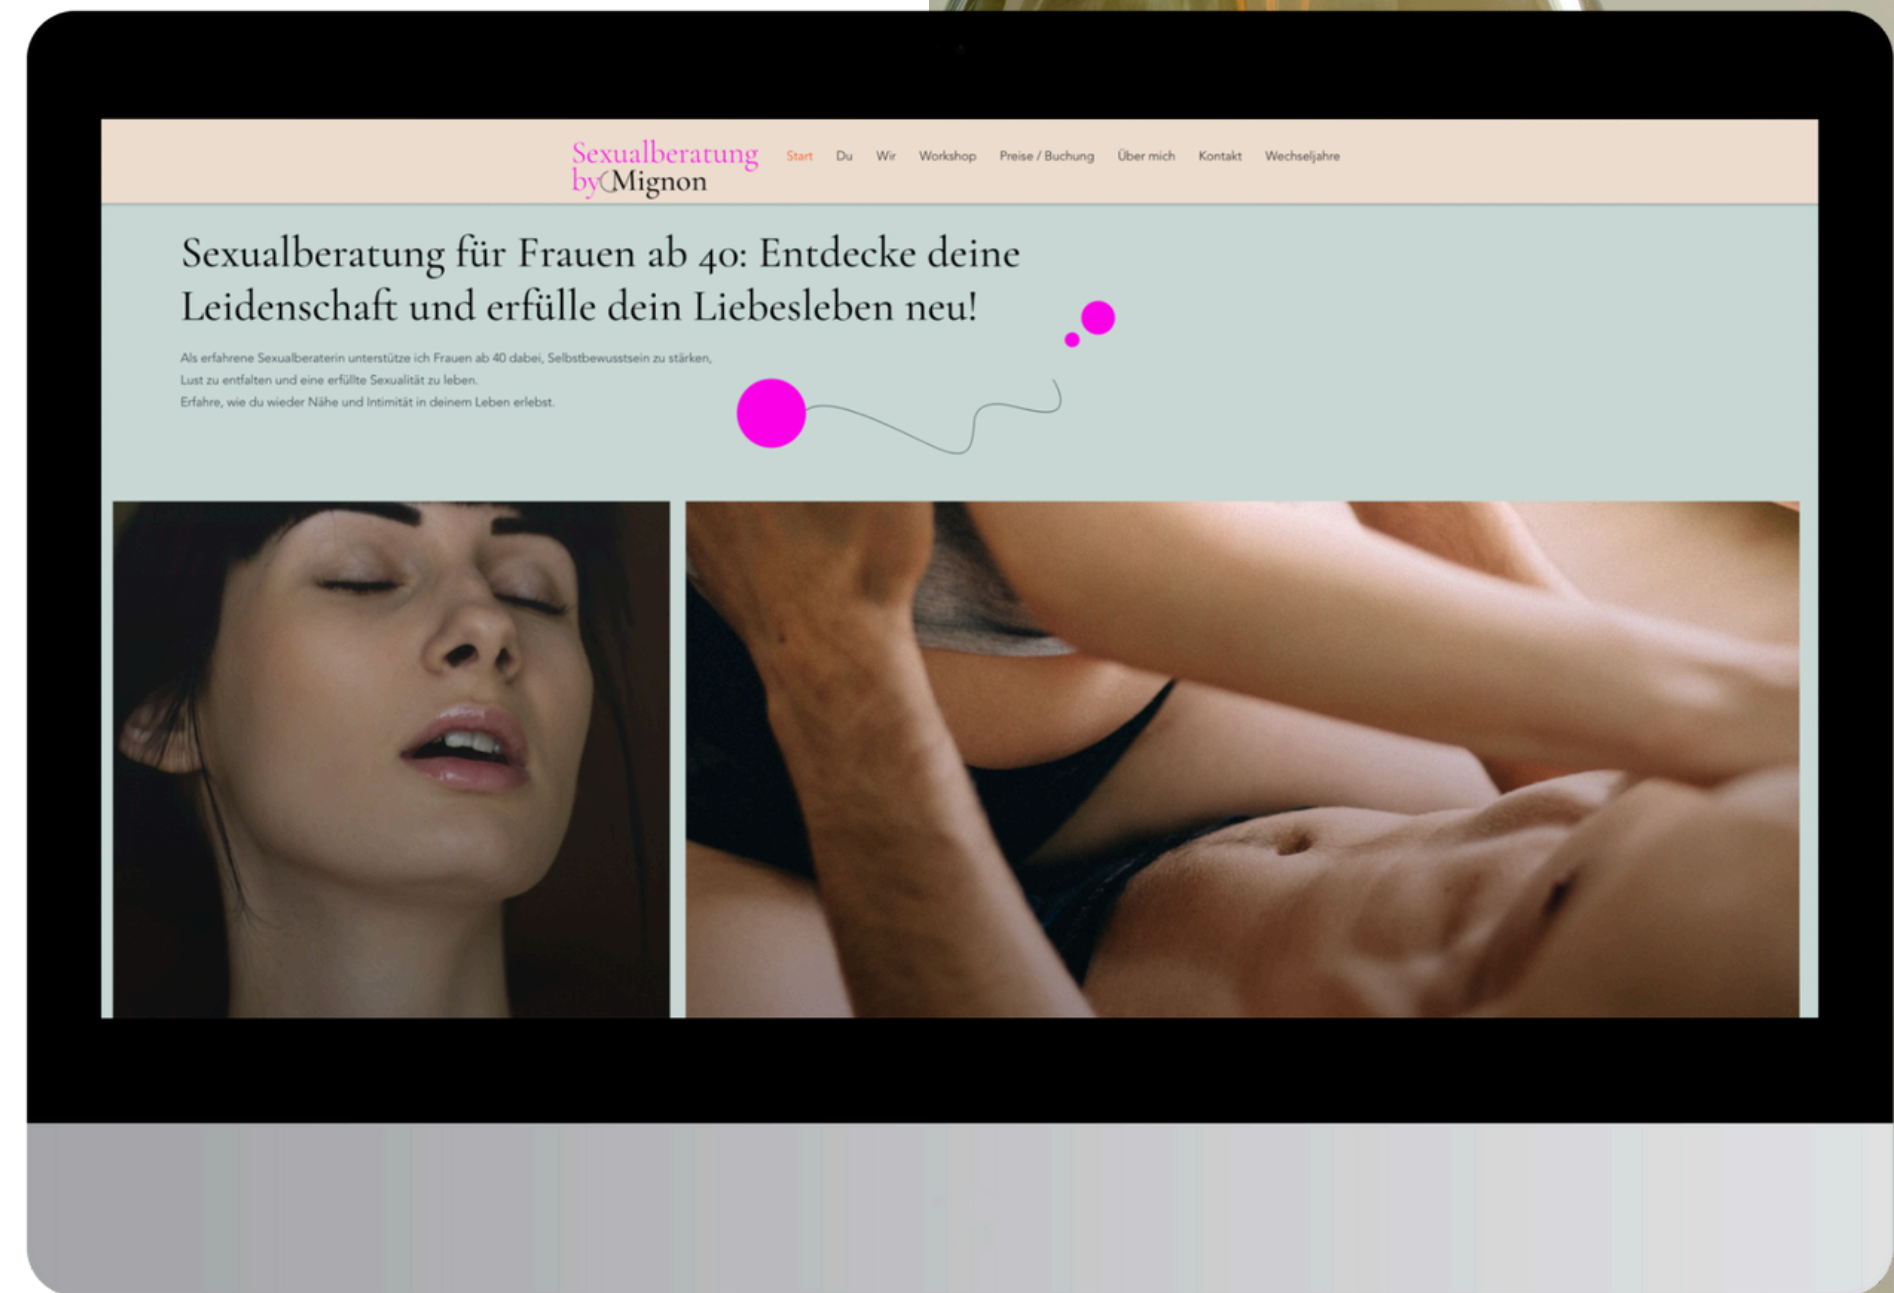 Sexualberatung
by Mignon
Start Du Wir Workshop Preise / Buchung Über mich Kontakt Wechseljahre
Sexualberatung für Frauen ab 40: Entdecke deine
Leidenschaft und erfülle dein Liebesleben neu!
Als erfahrene Sexualberaterin unterstütze ich Frauen ab 40 dabei, Selbstbewusstsein zu stärken,
Lust zu entfalten und eine erfüllte Sexualität zu leben.
Erfahre, wie du wieder Nähe und Intimität in deinem Leben erlebst.